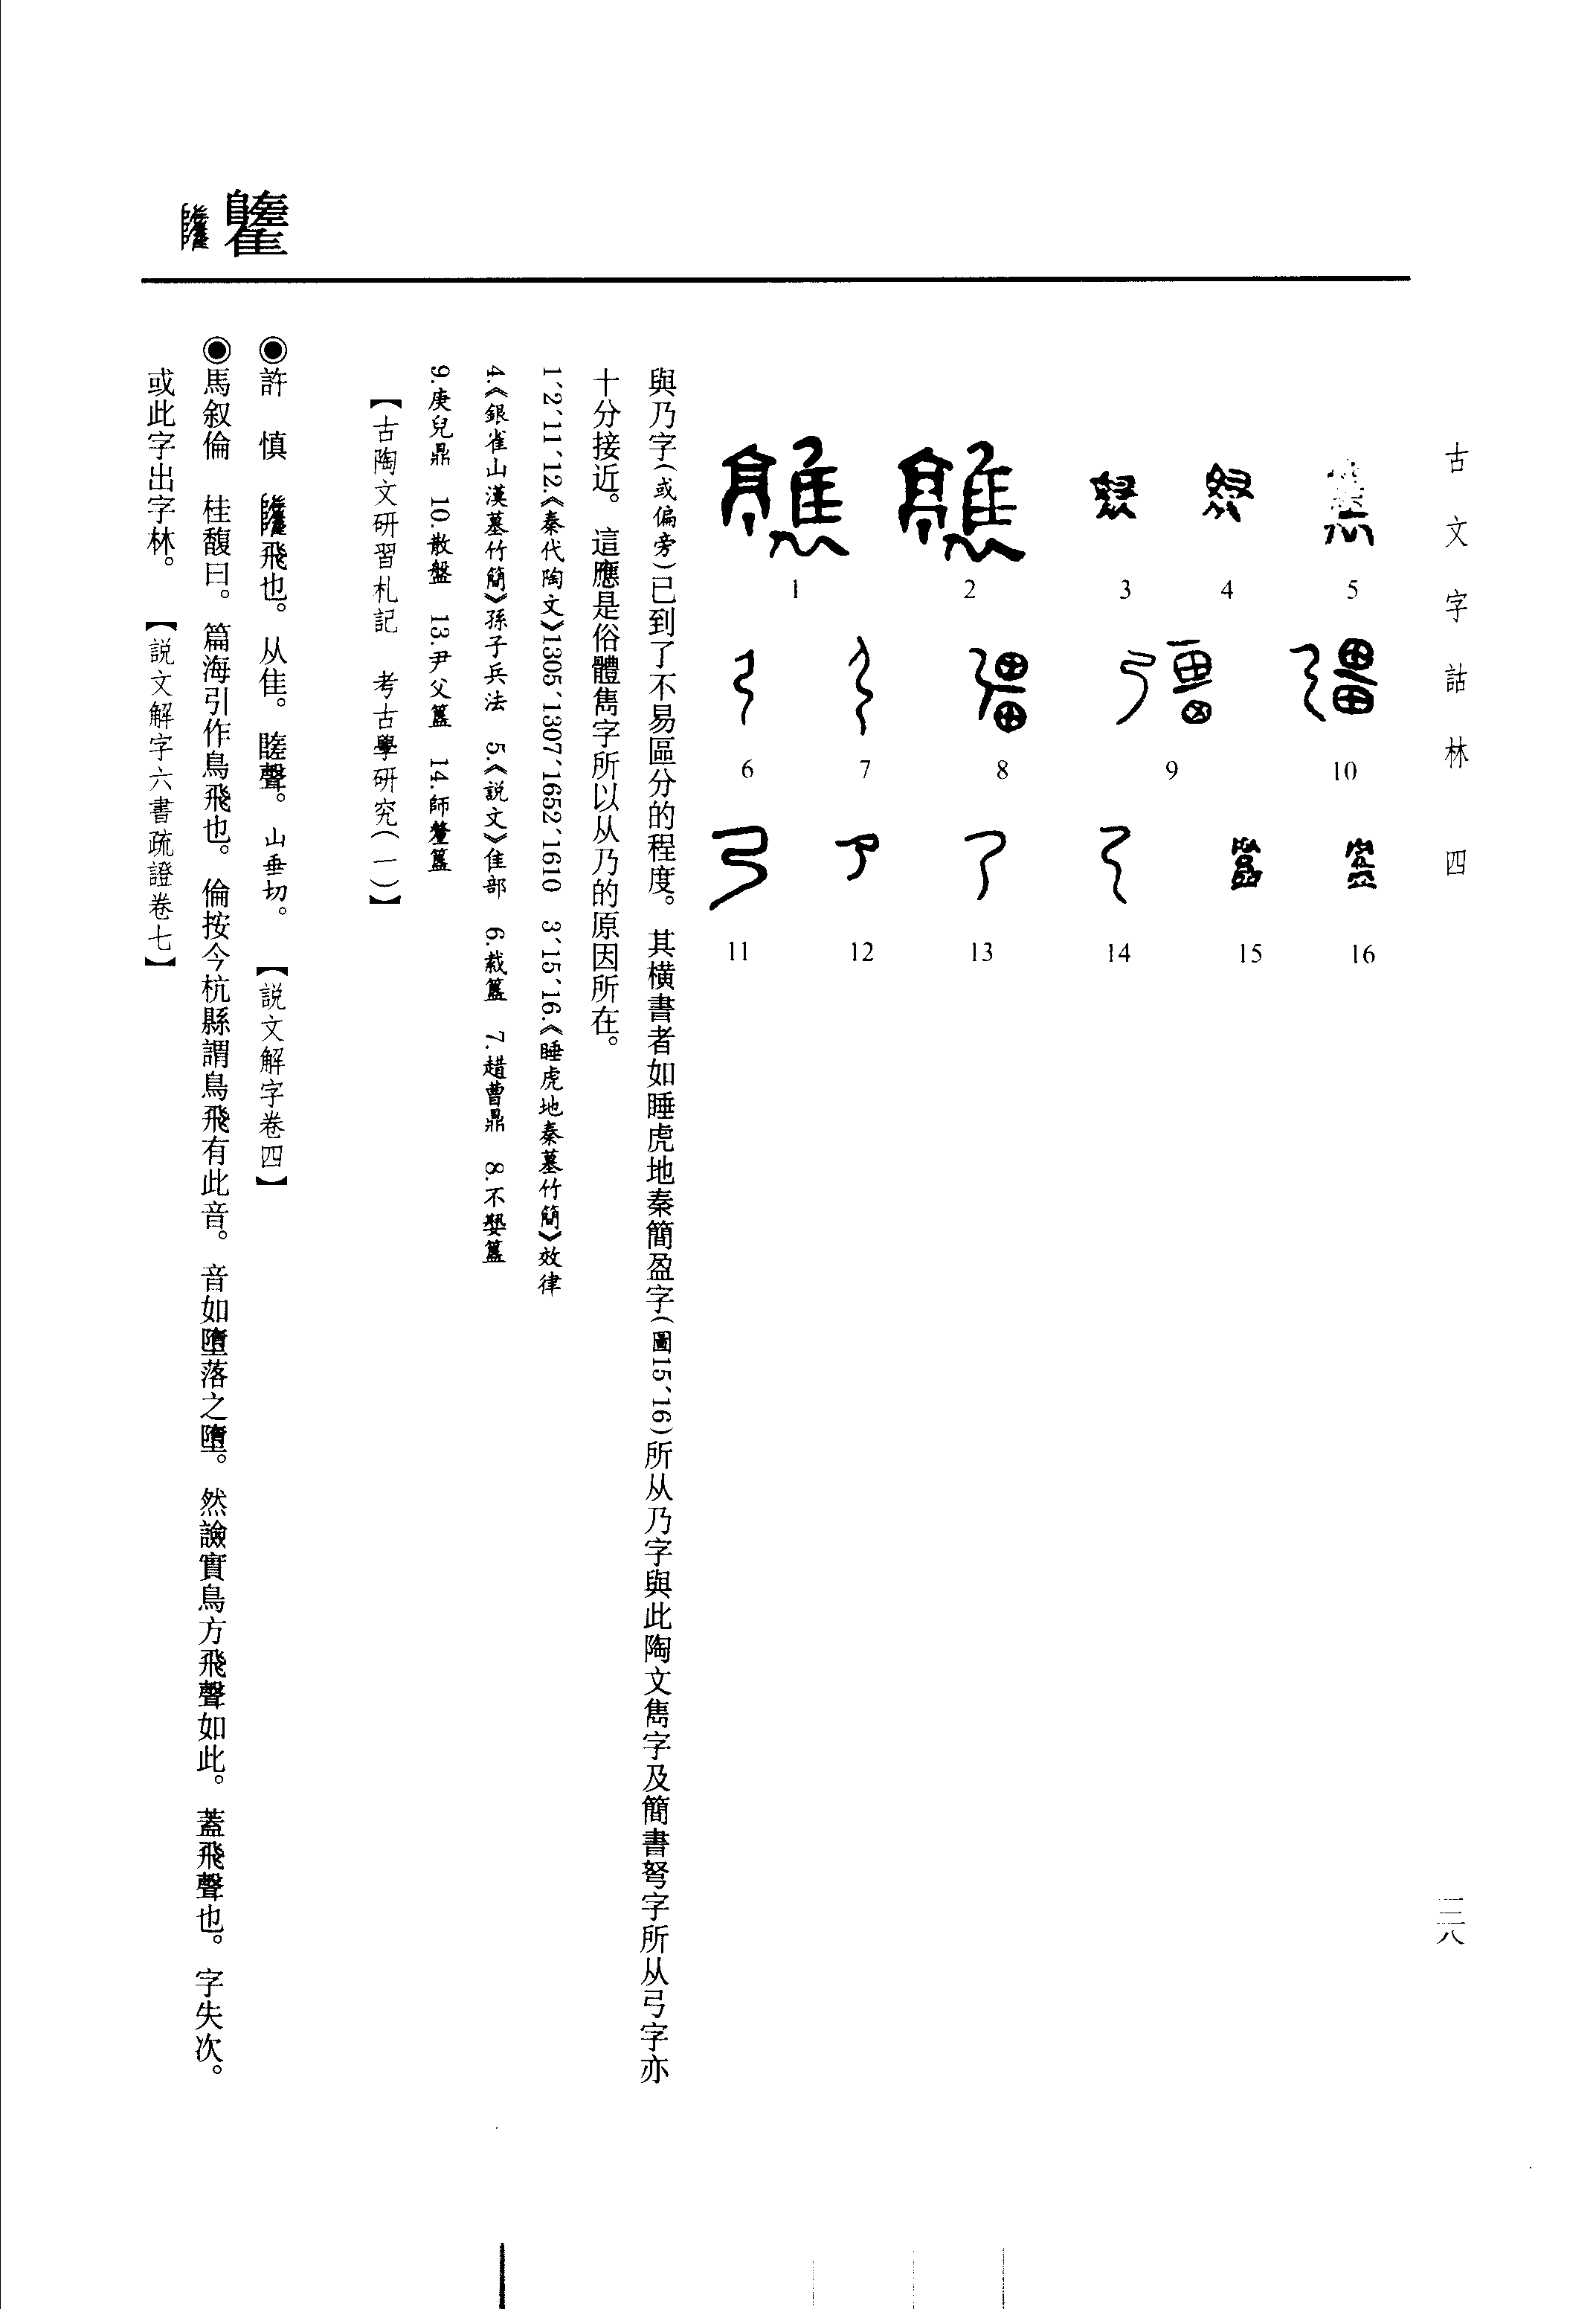 古文字詁林 四
三一八
1 2 3 4 5
6 7 8 9 10
11 12 13 14 15 16
與乃字(或偏旁)已到了不易區分的程度。其橫書者如睡虎地秦簡盈字(圖15、16)所从乃字與此陶文雋字及簡書弩字所从弓字亦
十分接近。這應是俗體雋字所以从乃的原因所在。
1、2、11、12.《秦代陶文》1305、1307、1652、1610 3、15、16.《睡虎地秦墓竹簡》效律
4.《銀雀山漢墓竹簡》孫子兵法 5.《說文》隹部 6.裁簋 7.趞曹鼎 8.不𡢁簋
9.庚兒鼎 10.散盤 13.尹父簋 14.師𨤐簋
【古陶文研習札記 考古學研究(一)】
◉許 慎 飛也。从隹。聲。山垂切。 【説文解字卷四】
◉馬叙倫 桂馥曰。篇海引作鳥飛也。倫按今杭縣謂鳥飛有此音。音如墮落之墮。然譣實鳥方飛聲如此。蓋飛聲也。字失次。
或此字出字林。 【説文解字六書疏證卷七】